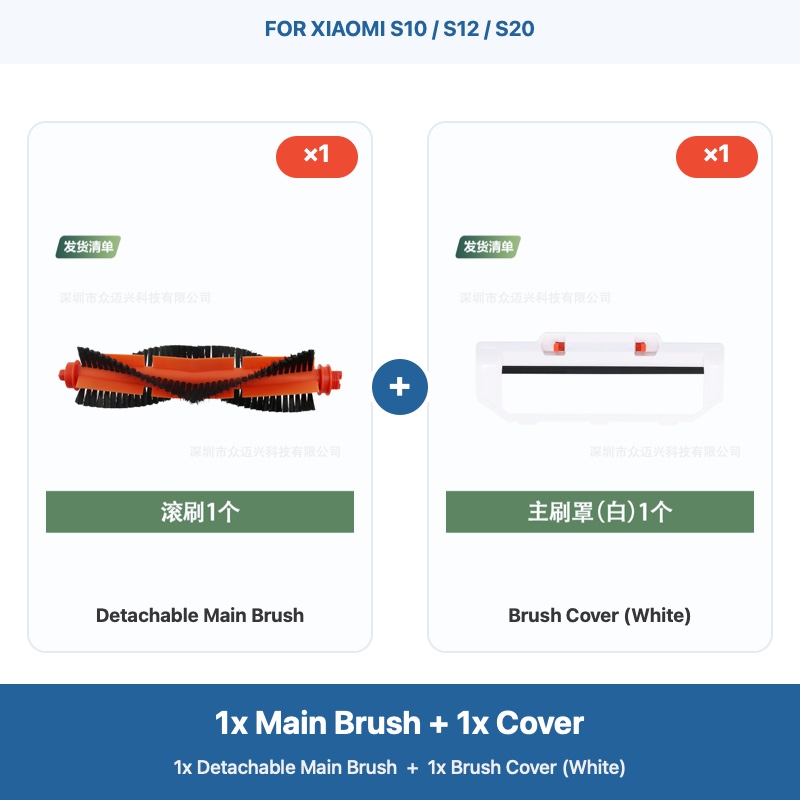 FOR XIAOMI S10 / S12 / S20
×1
发货清单
深圳市众迈兴科技有限公司
深圳市众迈兴科技有限公司
滚刷1个
Detachable Main Brush
+
×1
发货清单
深圳市众迈兴科技有限公司
深圳市众迈兴科技有限公司
主刷罩(白)1个
Brush Cover (White)
1x Main Brush + 1x Cover
1x Detachable Main Brush + 1x Brush Cover (White)